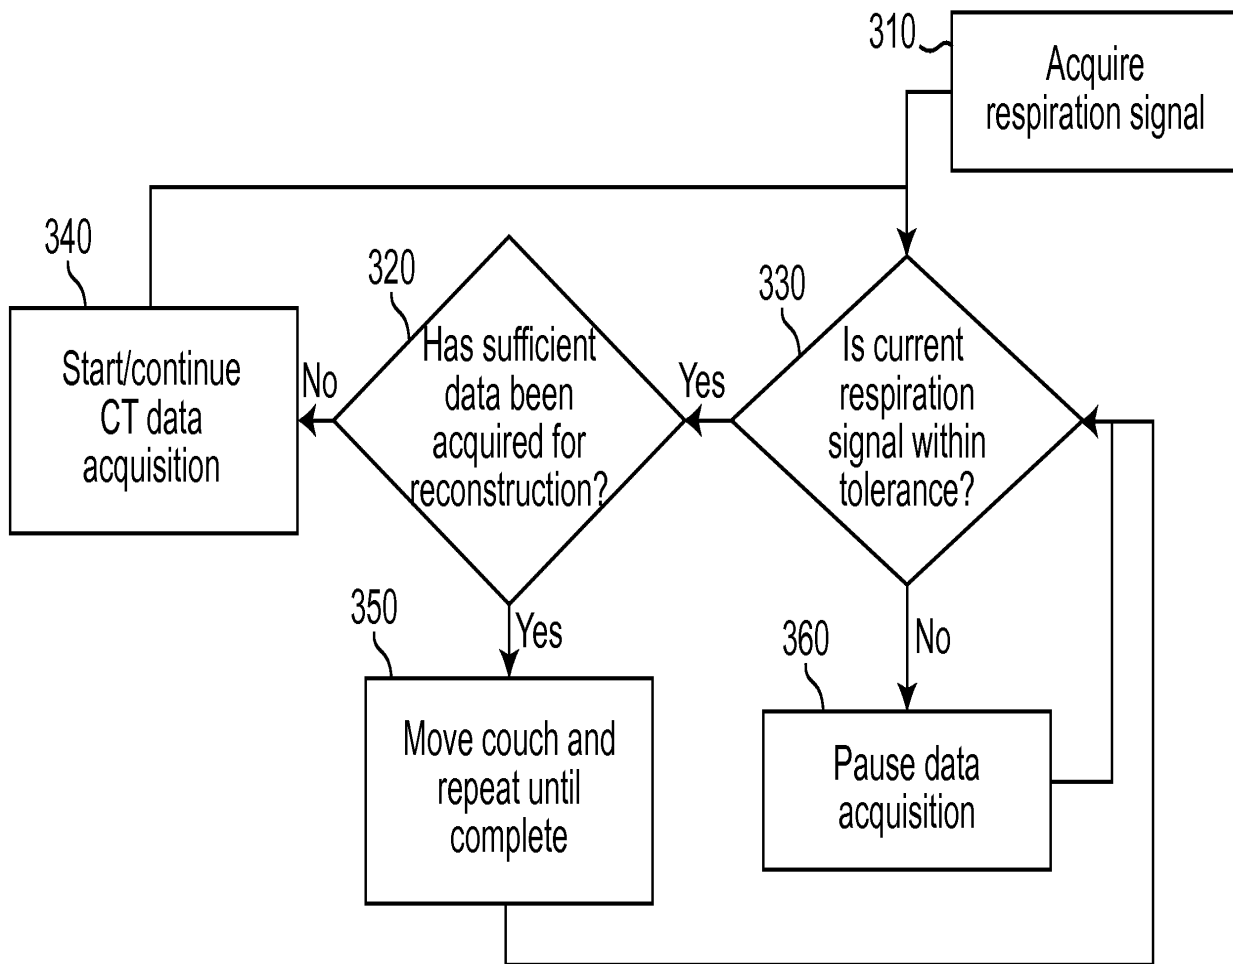 310
Acquire
respiration signal
340
Start/continue
CT data
acquisition
No
320
Has sufficient
data been
acquired for
reconstruction?
Yes
330
Is current
respiration
signal within
tolerance?
350
Yes
Move couch and
repeat until
complete
360
No
Pause data
acquisition